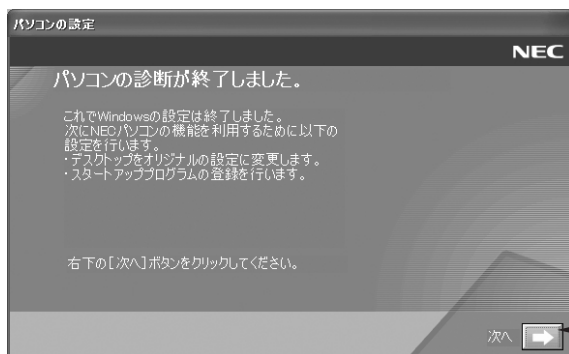 パソコンの設定
NEC
パソコンの診断が終了しました。
これでWindowsの設定は終了しました。
次にNECパソコンの機能を利用するために以下の
設定を行います。
・デスクトップをオリジナルの設定に変更します。
・スタートアッププログラムの登録を行います。
右下の[次へ]ボタンをクリックしてください。
次へ